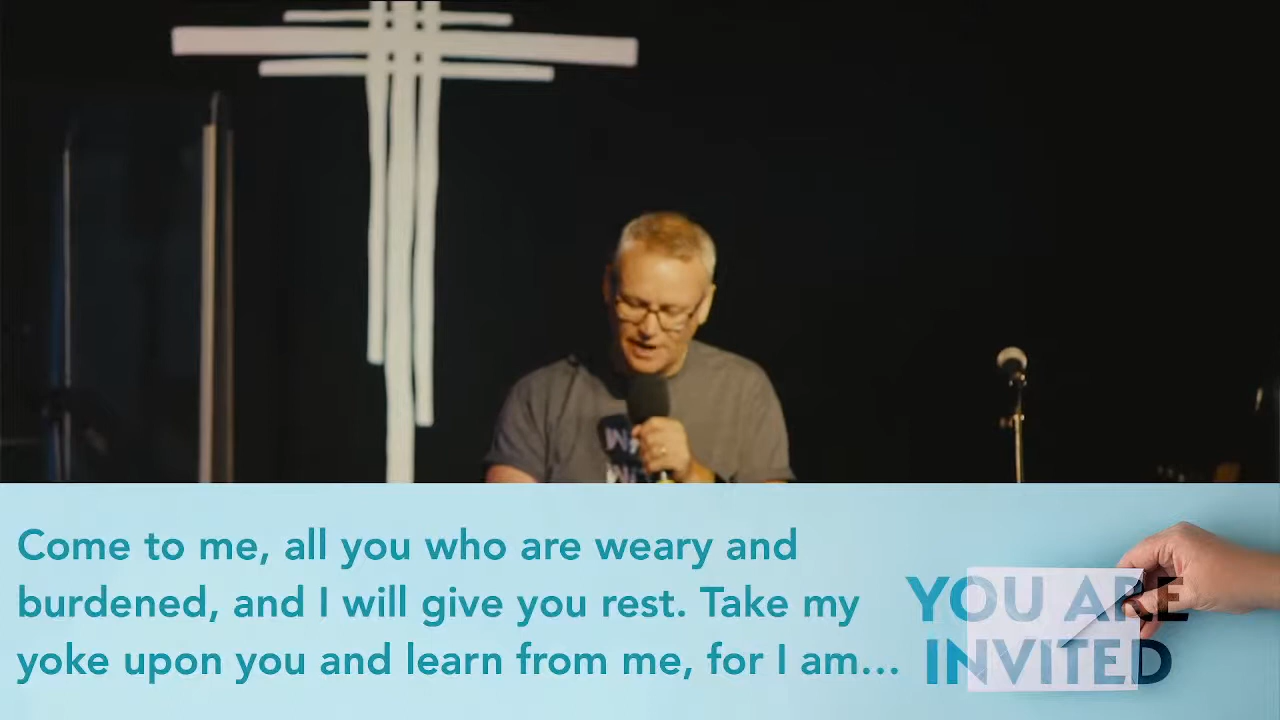 Come to me, all you who are weary and
burdened, and I will give you rest. Take my
yoke upon you and learn from me, for I am...
YOU ARE
INVITED